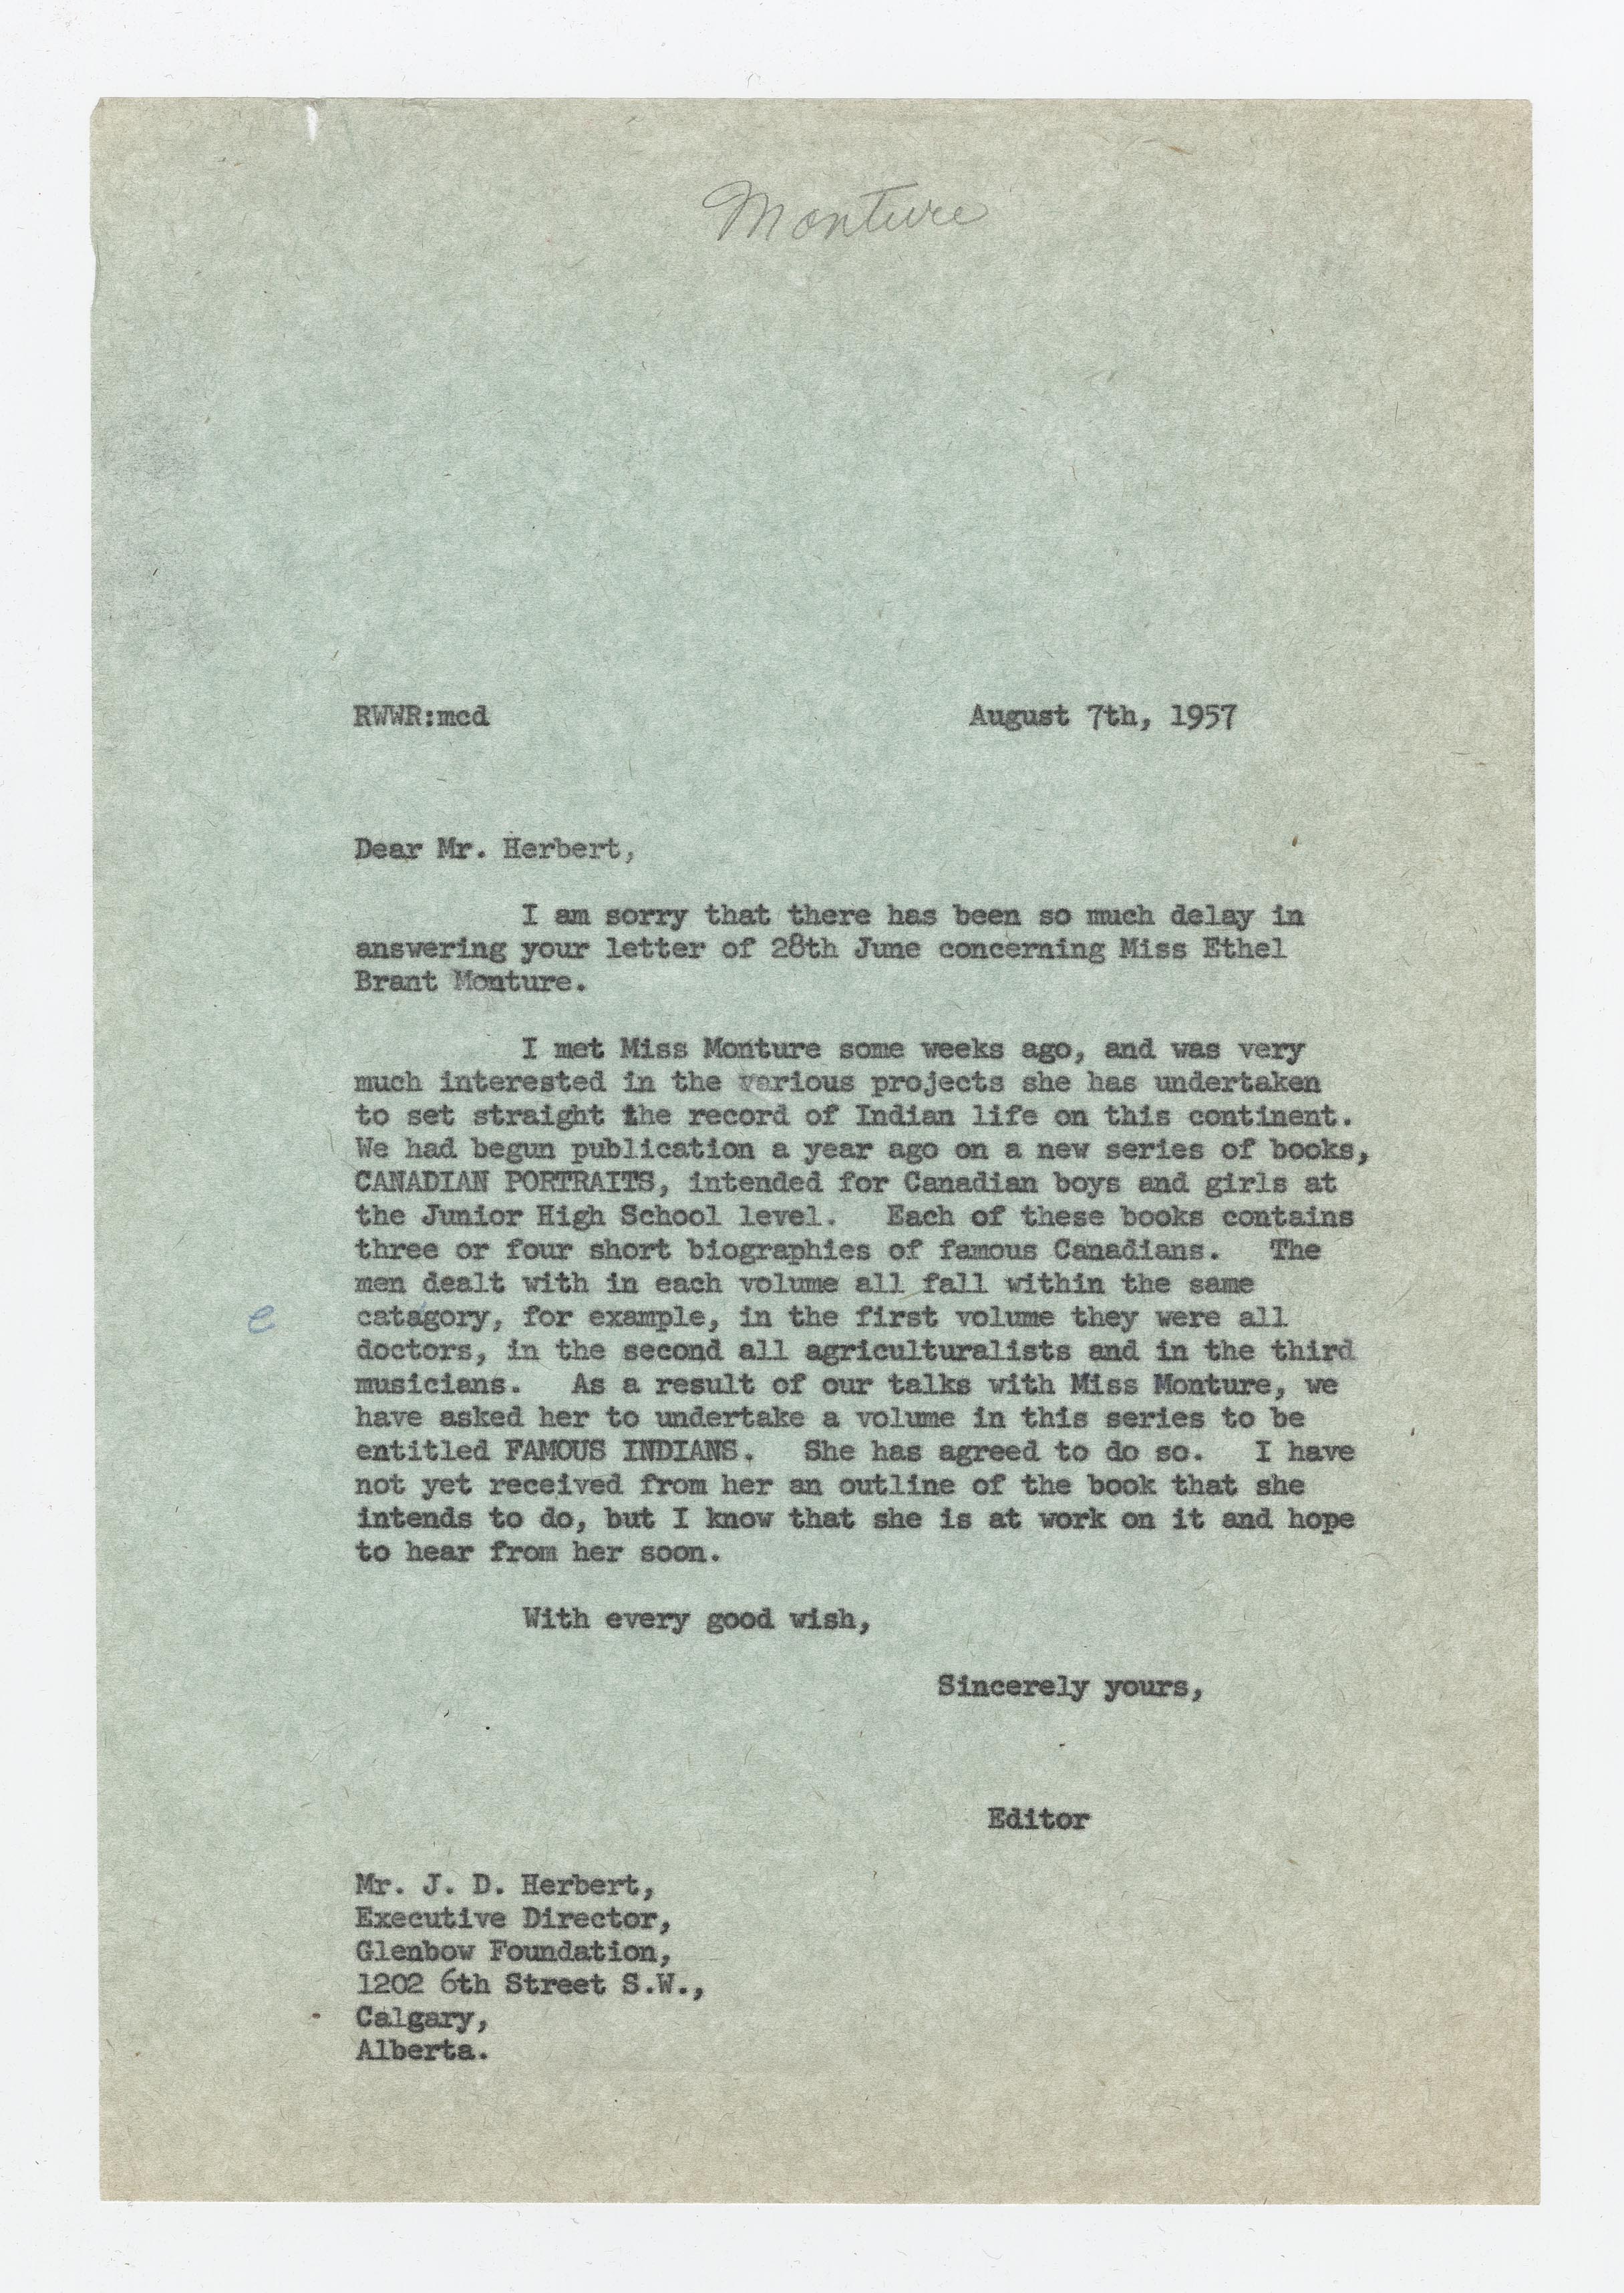 Monture
RWWR:mcd August 7th, 1957
Dear Mr. Herbert,
I am sorry that there has been so much delay in
answering your letter of 28th June concerning Miss Ethel
Brant Monture.
I met Miss Monture some weeks ago, and was very
much interested in the various projects she has undertaken
to set straight the record of Indian life on this continent.
We had begun publication a year ago on a new series of books,
CANADIAN PORTRAITS, intended for Canadian boys and girls at
the Junior High School level. Each of these books contains
three or four short biographies of famous Canadians. The
men dealt with in each volume all fall within the same
e catagory, for example, in the first volume they were all
doctors, in the second all agriculturalists and in the third
musicians. As a result of our talks with Miss Monture, we
have asked her to undertake a volume in this series to be
entitled FAMOUS INDIANS. She has agreed to do so. I have
not yet received from her an outline of the book that she
intends to do, but I know that she is at work on it and hope
to hear from her soon.
With every good wish,
Sincerely yours,
Editor
Mr. J. D. Herbert,
Executive Director,
Glenbow Foundation,
1202 6th Street S.W.,
Calgary,
Alberta.